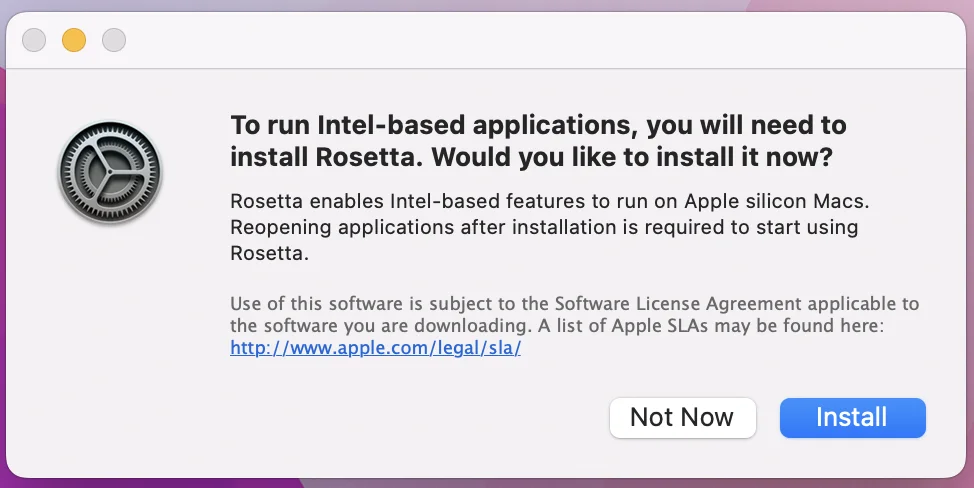 To run Intel-based applications, you will need to
install Rosetta. Would you like to install it now?
Rosetta enables Intel-based features to run on Apple silicon Macs.
Reopening applications after installation is required to start using
Rosetta.
Use of this software is subject to the Software License Agreement applicable to
the software you are downloading. A list of Apple SLAs may be found here:
http://www.apple.com/legal/sla/
Not Now
Install